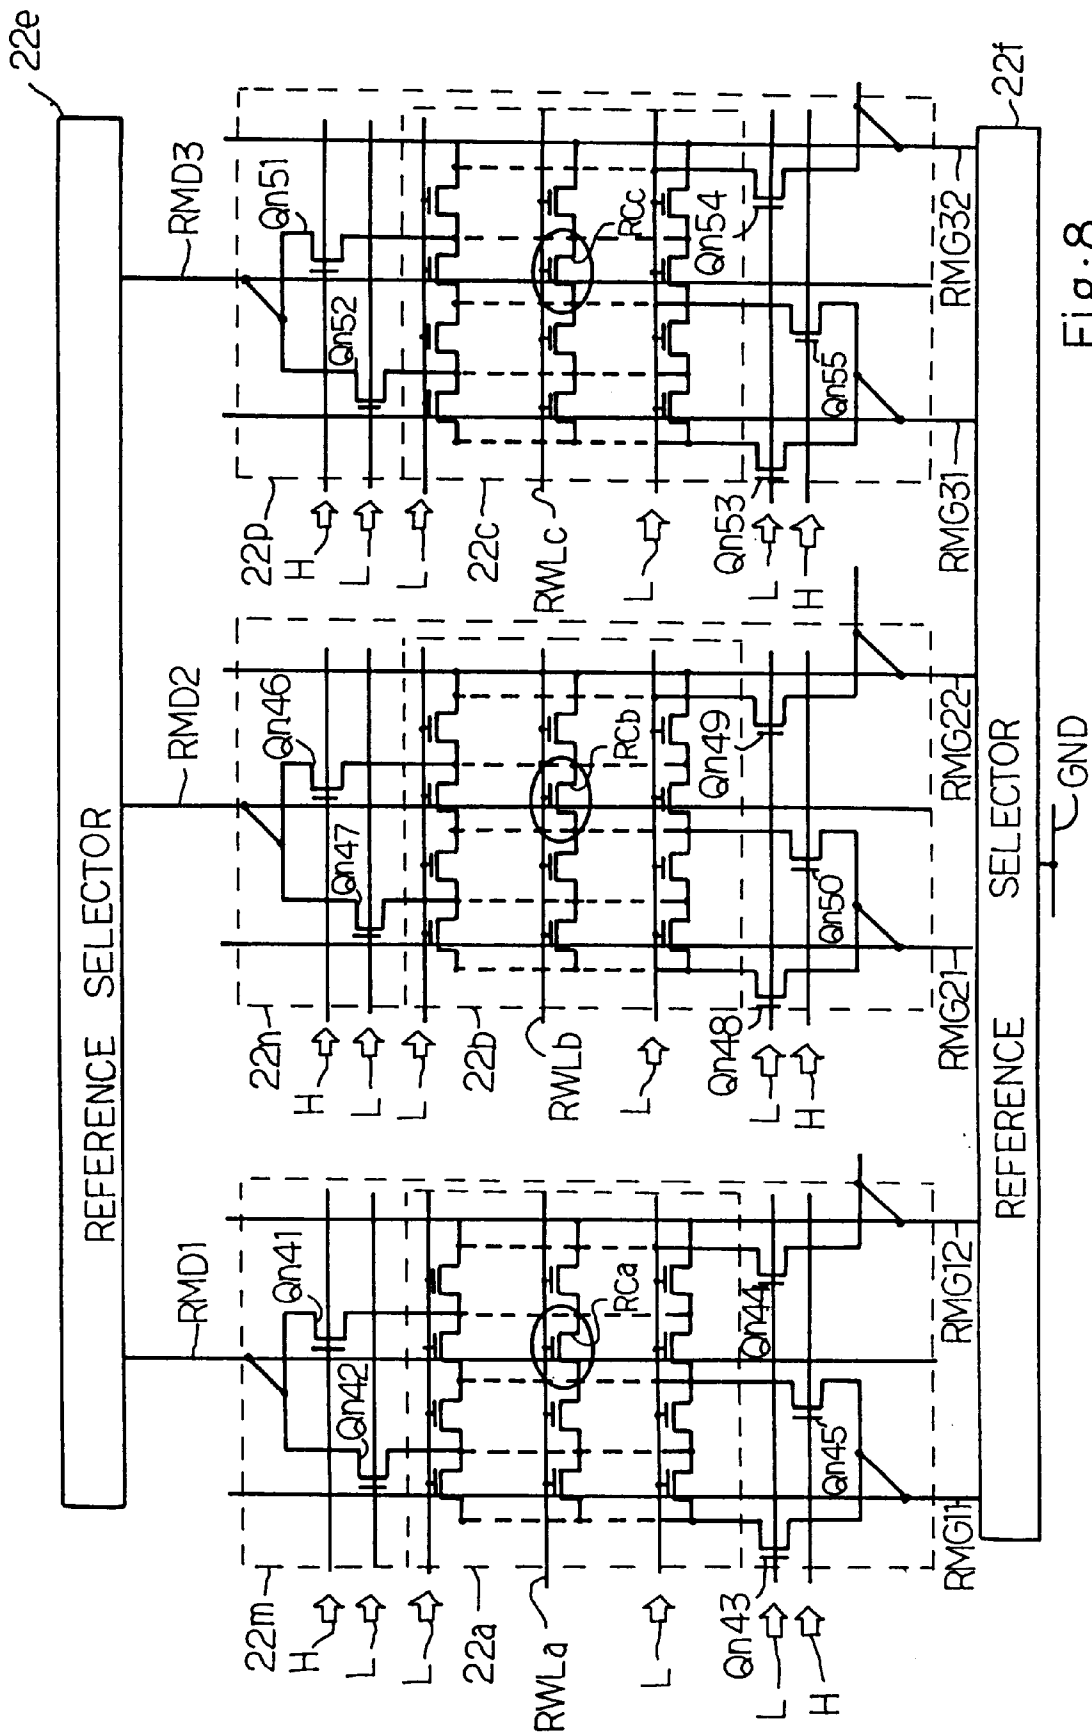 22e
REFERENCE SELECTOR
RMD1
RMD2
RMD3
22m
H
L
L
22a
RWLa
L
Qn43
L
H
Qn41
Qn42
RCa
Qn44
Qn45
RMG11
RMG12
22n
H
L
L
22b
RWLb
L
Qn48
L
H
Qn46
Qn47
RCb
Qn49
Qn50
RMG21
RMG22
22p
H
L
L
22c
RWLc
L
Qn53
L
H
Qn51
Qn52
RCc
Qn54
Qn55
RMG31
RMG32
REFERENCE SELECTOR
22f
GND
Fig.8